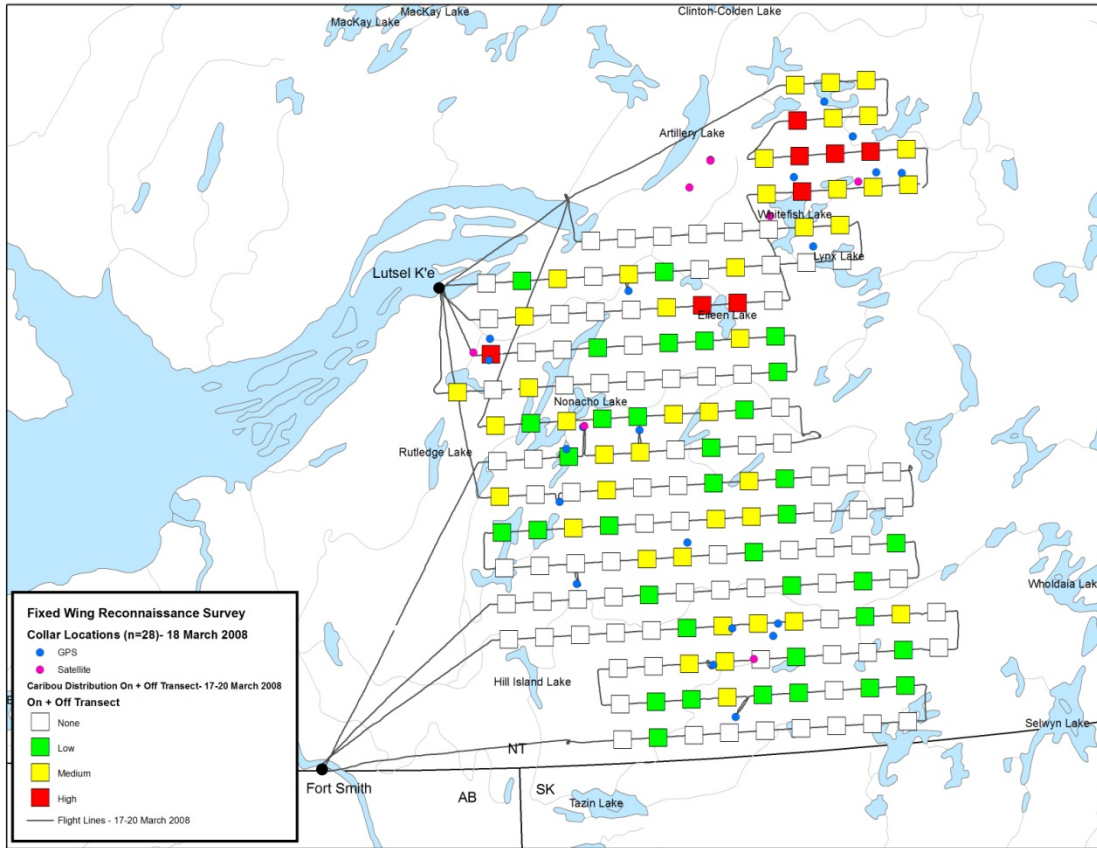 MacKay Lake
MacKay Lake
Clinton-Colden Lake
Artillery Lake
Whitefish Lake
Lynx Lake
Lutsel K'e
Eileen Lake
Nonacho Lake
Rutledge Lake
Wholdaia Lake
Hill Island Lake
Selwyn Lake
NT
Fort Smith
AB
SK
Tazin Lake
Fixed Wing Reconnaissance Survey
Collar Locations (n=28)- 18 March 2008
GPS
Satellite
Caribou Distribution On + Off Transect- 17-20 March 2008
On + Off Transect
None
Low
Medium
High
Flight Lines - 17-20 March 2008